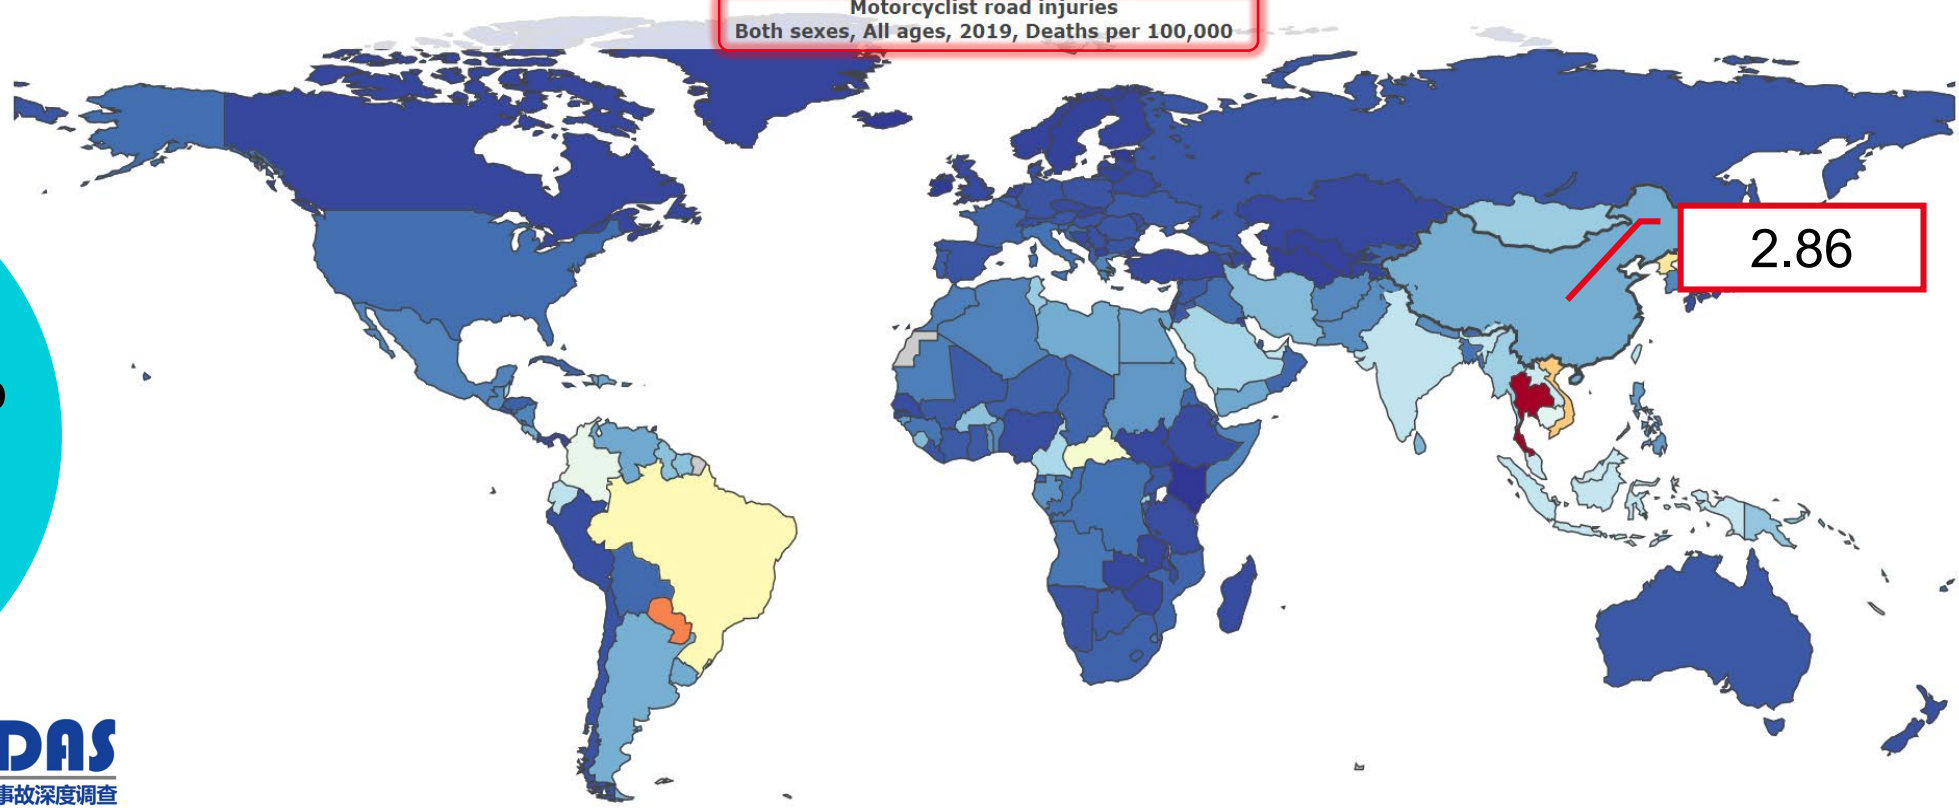 Motorcyclist road injuries
Both sexes, All ages, 2019, Deaths per 100,000
2.86
DAS
事故深度调查